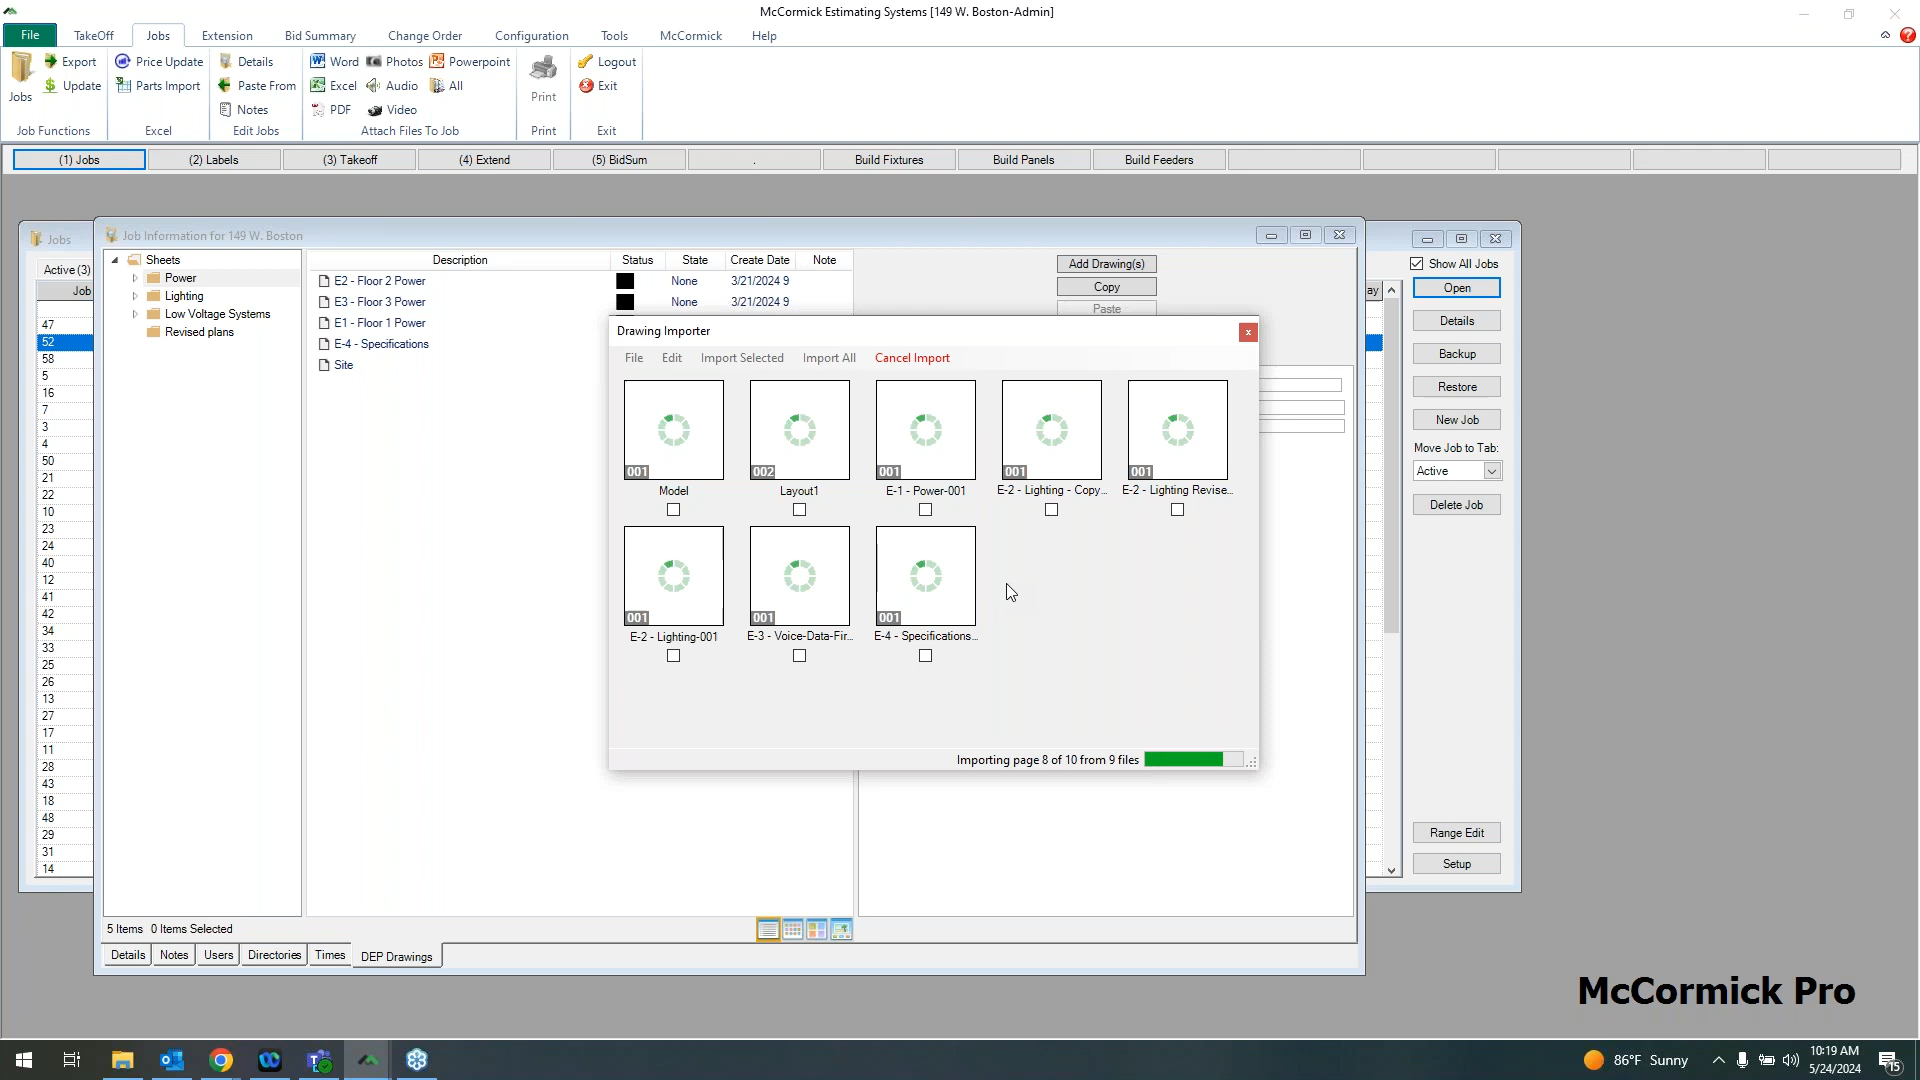 McCormick Estimating Systems [149 W. Boston-Admin]
File TakeOff Jobs Extension Bid Summary Change Order Configuration Tools McCormick Help
Export Price Update Details Word Photos Powerpoint Logout
Jobs Update Parts Import Paste From Excel Audio All Print Exit
Notes PDF Video
Job Functions Excel Edit Jobs Attach Files To Job Print Exit
(1) Jobs (2) Labels (3) Takeoff (4) Extend (5) BidSum . Build Fixtures Build Panels Build Feeders
Jobs
Active (3)
Job
47
52
58
5
16
7
3
4
50
21
22
10
23
24
40
12
41
42
34
33
25
26
13
27
17
11
28
43
18
48
29
31
14
Job Information for 149 W. Boston
Sheets
Power
Lighting
Low Voltage Systems
Revised plans
Description Status State Create Date Note
E2 - Floor 2 Power None 3/21/2024 9
E3 - Floor 3 Power None 3/21/2024 9
E1 - Floor 1 Power
E-4 - Specifications
Site
Add Drawing(s)
Copy
Paste
Drawing Importer
File Edit Import Selected Import All Cancel Import
001 002 001 001 001
Model Layout1 E-1 - Power-001 E-2 - Lighting - Copy... E-2 - Lighting Revise...
001 001 001
E-2 - Lighting-001 E-3 - Voice-Data-Fir... E-4 - Specifications...
Importing page 8 of 10 from 9 files
5 Items 0 Items Selected
Details Notes Users Directories Times DEP Drawings
ay
Show All Jobs
Open
Details
Backup
Restore
New Job
Move Job to Tab:
Active
Delete Job
Range Edit
Setup
McCormick Pro
86°F Sunny
10:19 AM
5/24/2024
15